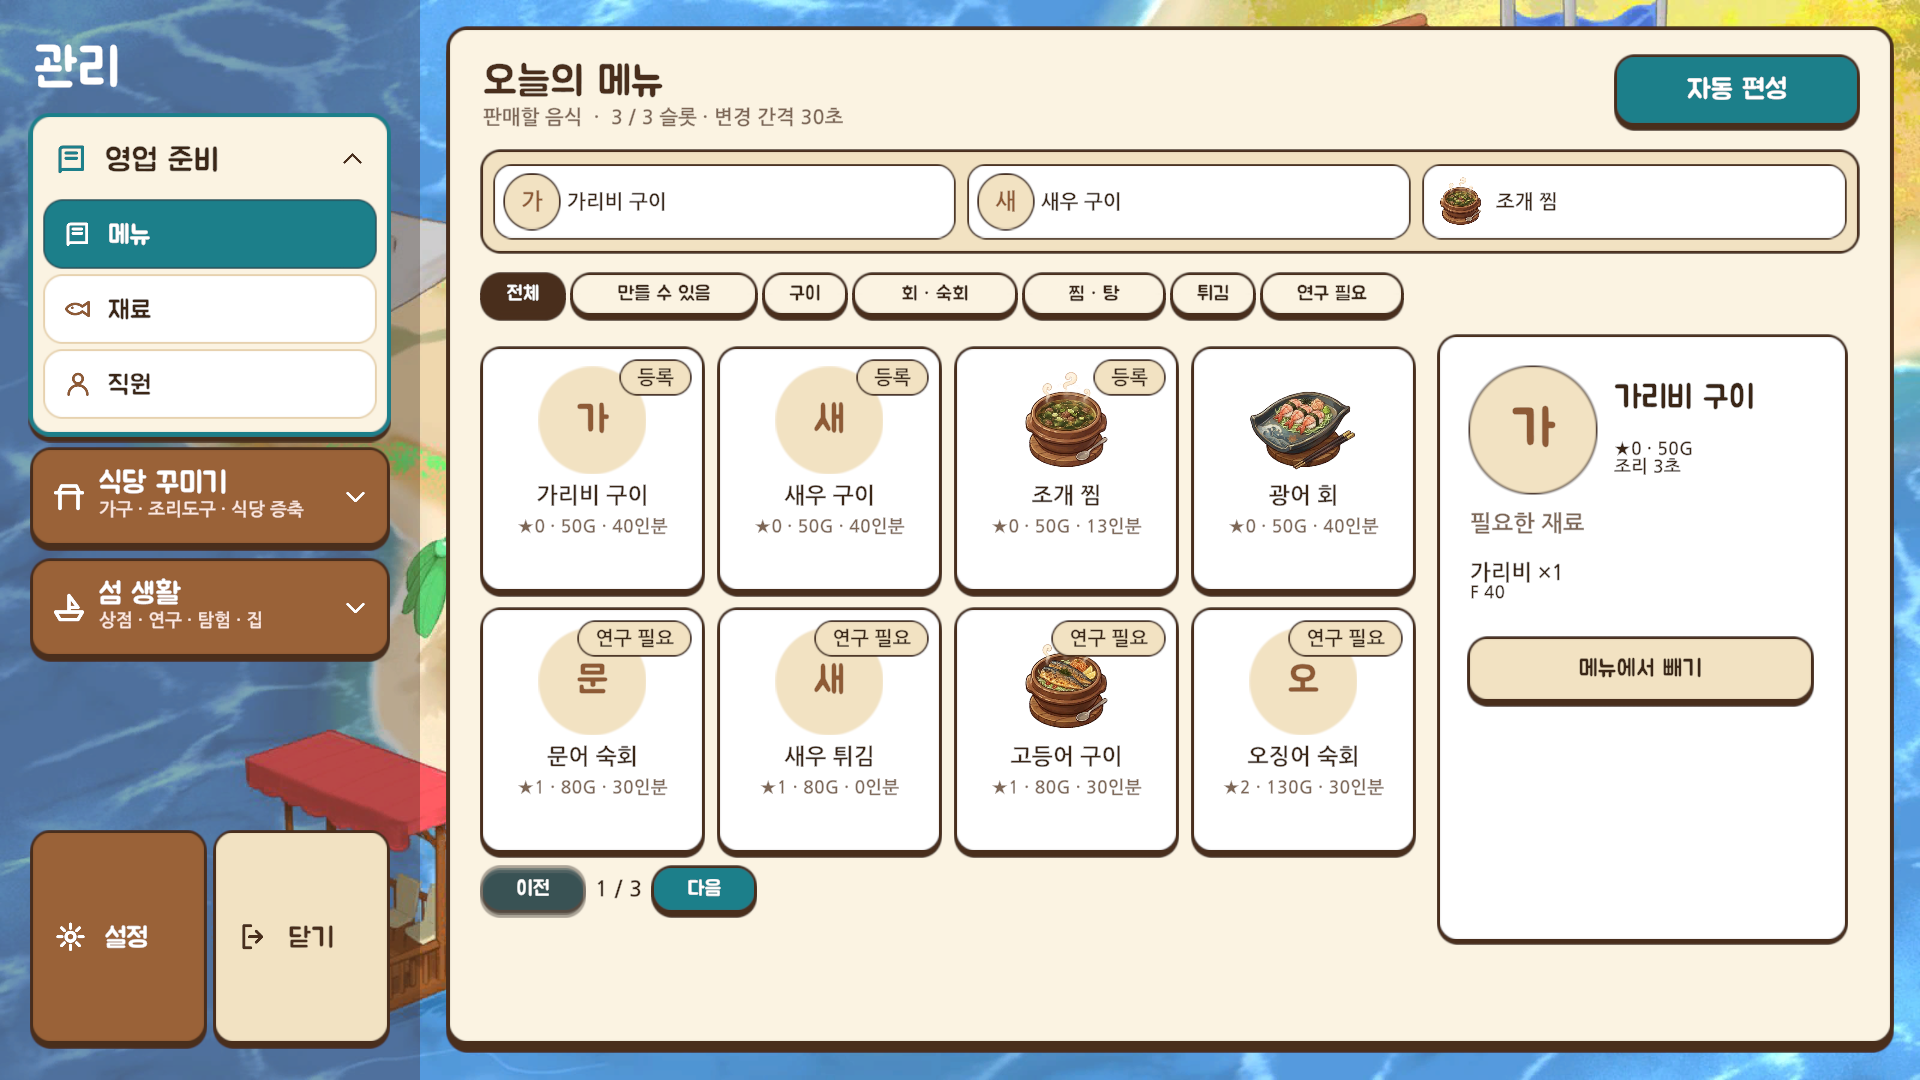 관리
영업 준비
메뉴
재료
직원
식당 꾸미기
가구 · 조리도구 · 식당 증축
섬 생활
상점 · 연구 · 탐험 · 집
설정
닫기
오늘의 메뉴
판매할 음식 · 3 / 3 슬롯 · 변경 간격 30초
자동 편성
가 가리비 구이
새 새우 구이
조개 찜
전체 만들 수 있음 구이 회 · 숙회 찜 · 탕 튀김 연구 필요
등록
가
가리비 구이
★0 · 50G · 40인분
등록
새
새우 구이
★0 · 50G · 40인분
등록
조개 찜
★0 · 50G · 13인분
광어 회
★0 · 50G · 40인분
연구 필요
문
문어 숙회
★1 · 80G · 30인분
연구 필요
새
새우 튀김
★1 · 80G · 0인분
연구 필요
고등어 구이
★1 · 80G · 30인분
연구 필요
오
오징어 숙회
★2 · 130G · 30인분
이전 1 / 3 다음
가
가리비 구이
★0 · 50G
조리 3초
필요한 재료
가리비 ×1
F 40
메뉴에서 빼기